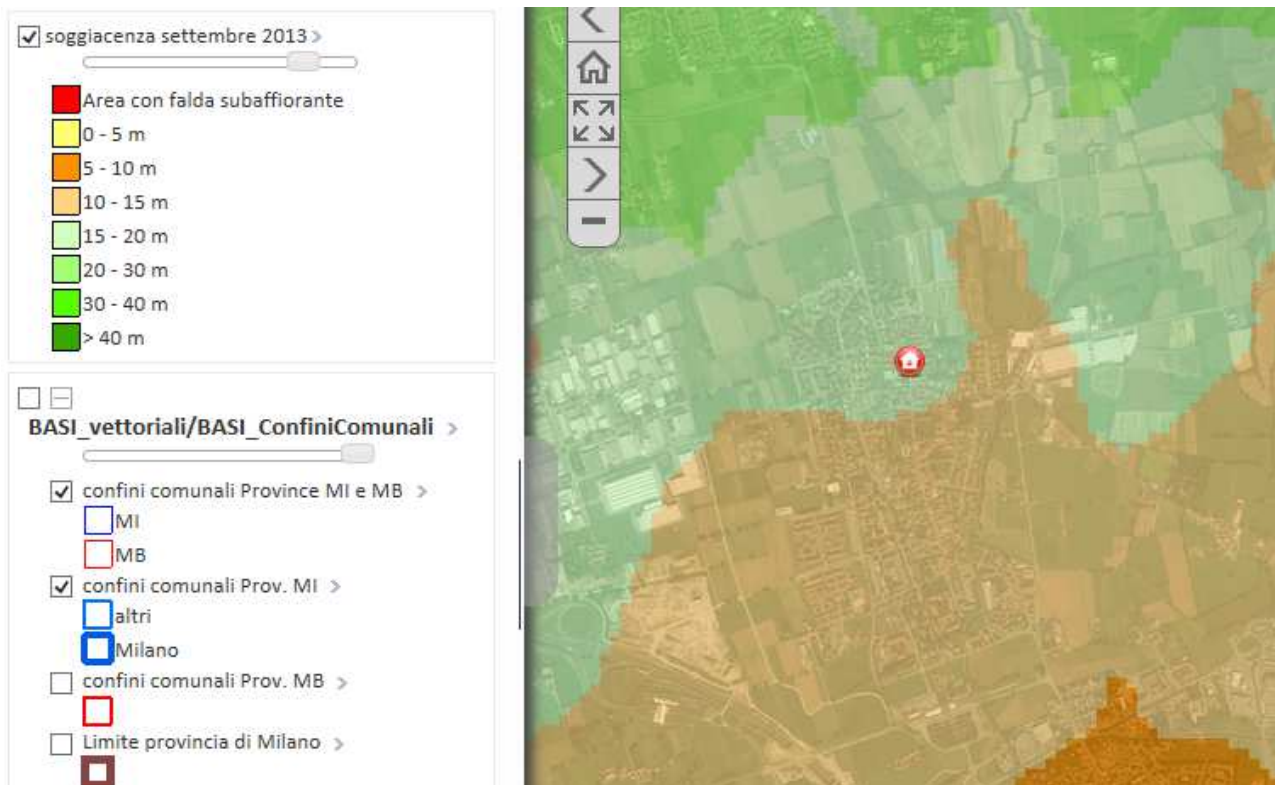 soggiacenza settembre 2013 >
Area con falda subaffiorante
0 - 5 m
5 - 10 m
10 - 15 m
15 - 20 m
20 - 30 m
30 - 40 m
> 40 m
BASI_vettoriali/BASI_ConfiniComunali >
confini comunali Province MI e MB >
MI
MB
confini comunali Prov. MI >
altri
Milano
confini comunali Prov. MB >
Limite provincia di Milano >